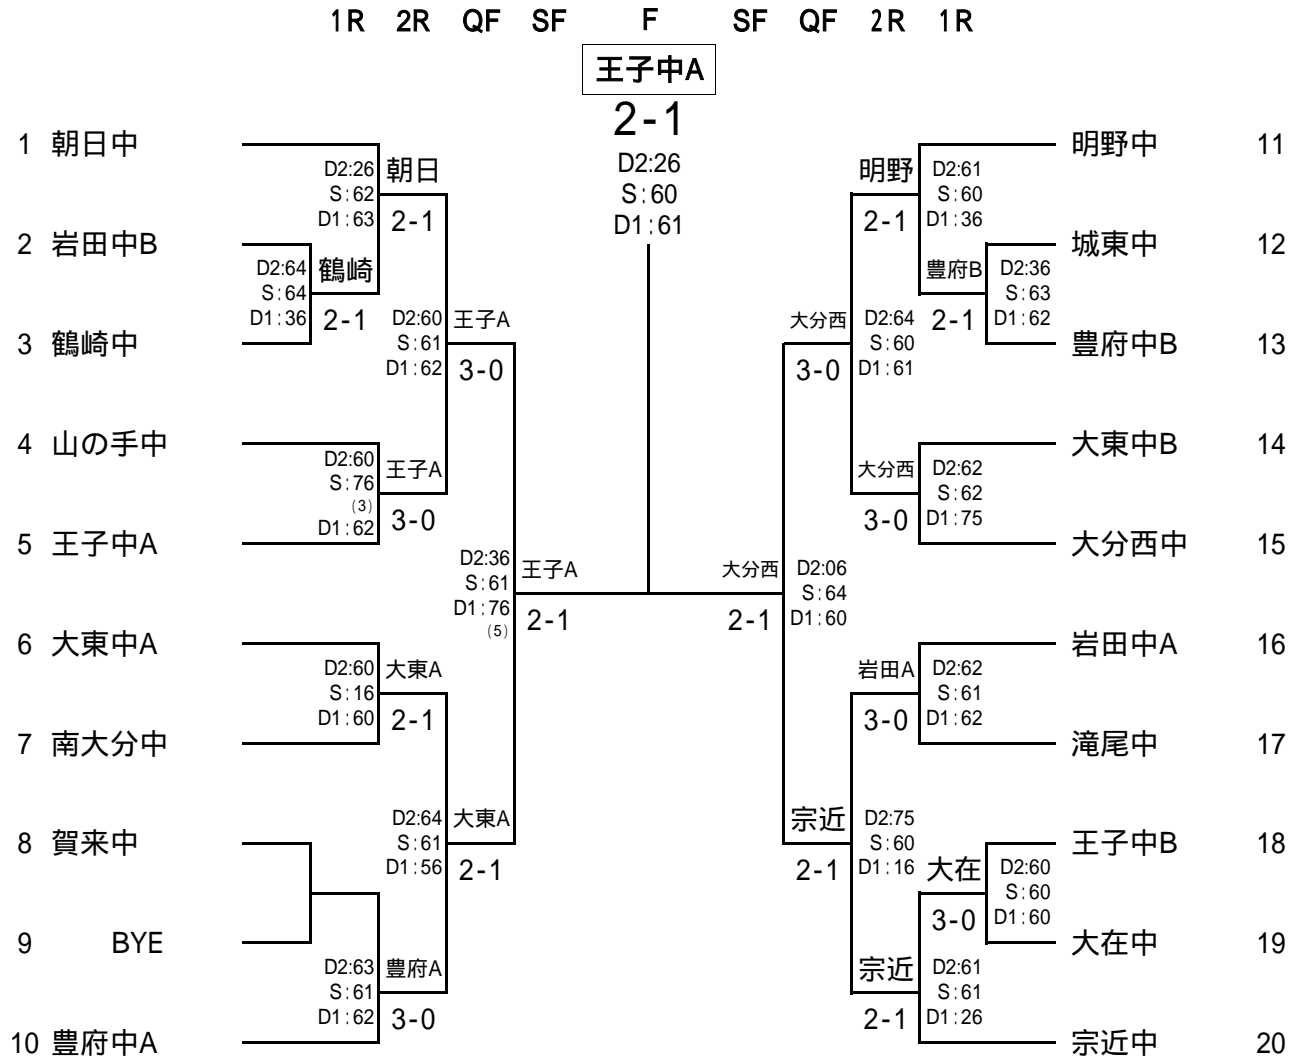 1R 2R QF SF F SF QF 2R 1R
王子中A
2-1
D2:26
S:60
D1:61
1 朝日中
D2:26
S:62
D1:63
朝日
2-1
2 岩田中B
D2:64
S:64
D1:36
鶴崎
2-1
3 鶴崎中
D2:60
S:61
D1:62
王子A
3-0
4 山の手中
D2:60
S:76
(3)
D1:62
王子A
3-0
5 王子中A
D2:36
S:61
D1:76
(5)
王子A
2-1
6 大東中A
D2:60
S:16
D1:60
大東A
2-1
7 南大分中
8 賀来中
D2:64
S:61
D1:56
大東A
2-1
9 BYE
D2:63
S:61
D1:62
豊府A
3-0
10 豊府中A
明野中 11
明野
2-1
D2:61
S:60
D1:36
城東中 12
豊府B
2-1
D2:36
S:63
D1:62
豊府中B 13
大分西
3-0
D2:64
S:60
D1:61
大東中B 14
大分西
3-0
D2:62
S:62
D1:75
大分西中 15
大分西
2-1
D2:06
S:64
D1:60
岩田中A 16
岩田A
3-0
D2:62
S:61
D1:62
滝尾中 17
宗近
2-1
D2:75
S:60
D1:16
王子中B 18
大在
3-0
D2:60
S:60
D1:60
大在中 19
宗近
2-1
D2:61
S:61
D1:26
宗近中 20